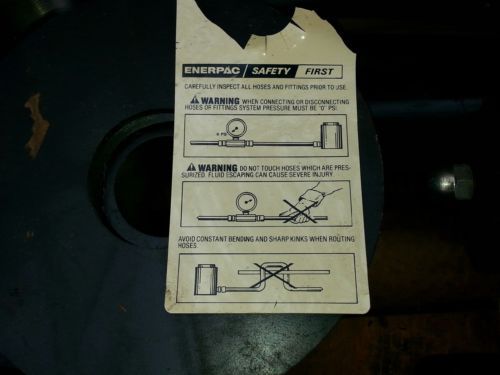 ENERPAC SAFETY FIRST
CAREFULLY INSPECT ALL HOSES AND FITTINGS PRIOR TO USE.
WARNING WHEN CONNECTING OR DISCONNECTING
HOSES OR FITTINGS SYSTEM PRESSURE MUST BE "0" PSI.
WARNING DO NOT TOUCH HOSES WHICH ARE PRES-
SURIZED. FLUID ESCAPING CAN CAUSE SEVERE INJURY.
AVOID CONSTANT BENDING AND SHARP KINKS WHEN ROUTING
HOSES.